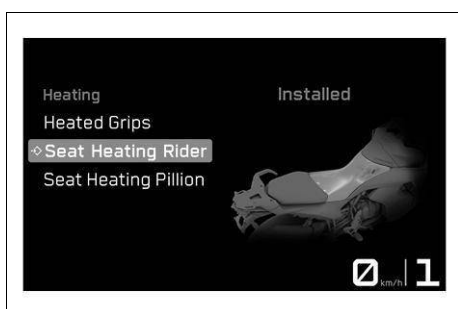 Heating
Installed
Heated Grips
Seat Heating Rider
Seat Heating Pillion
0 km/h 1